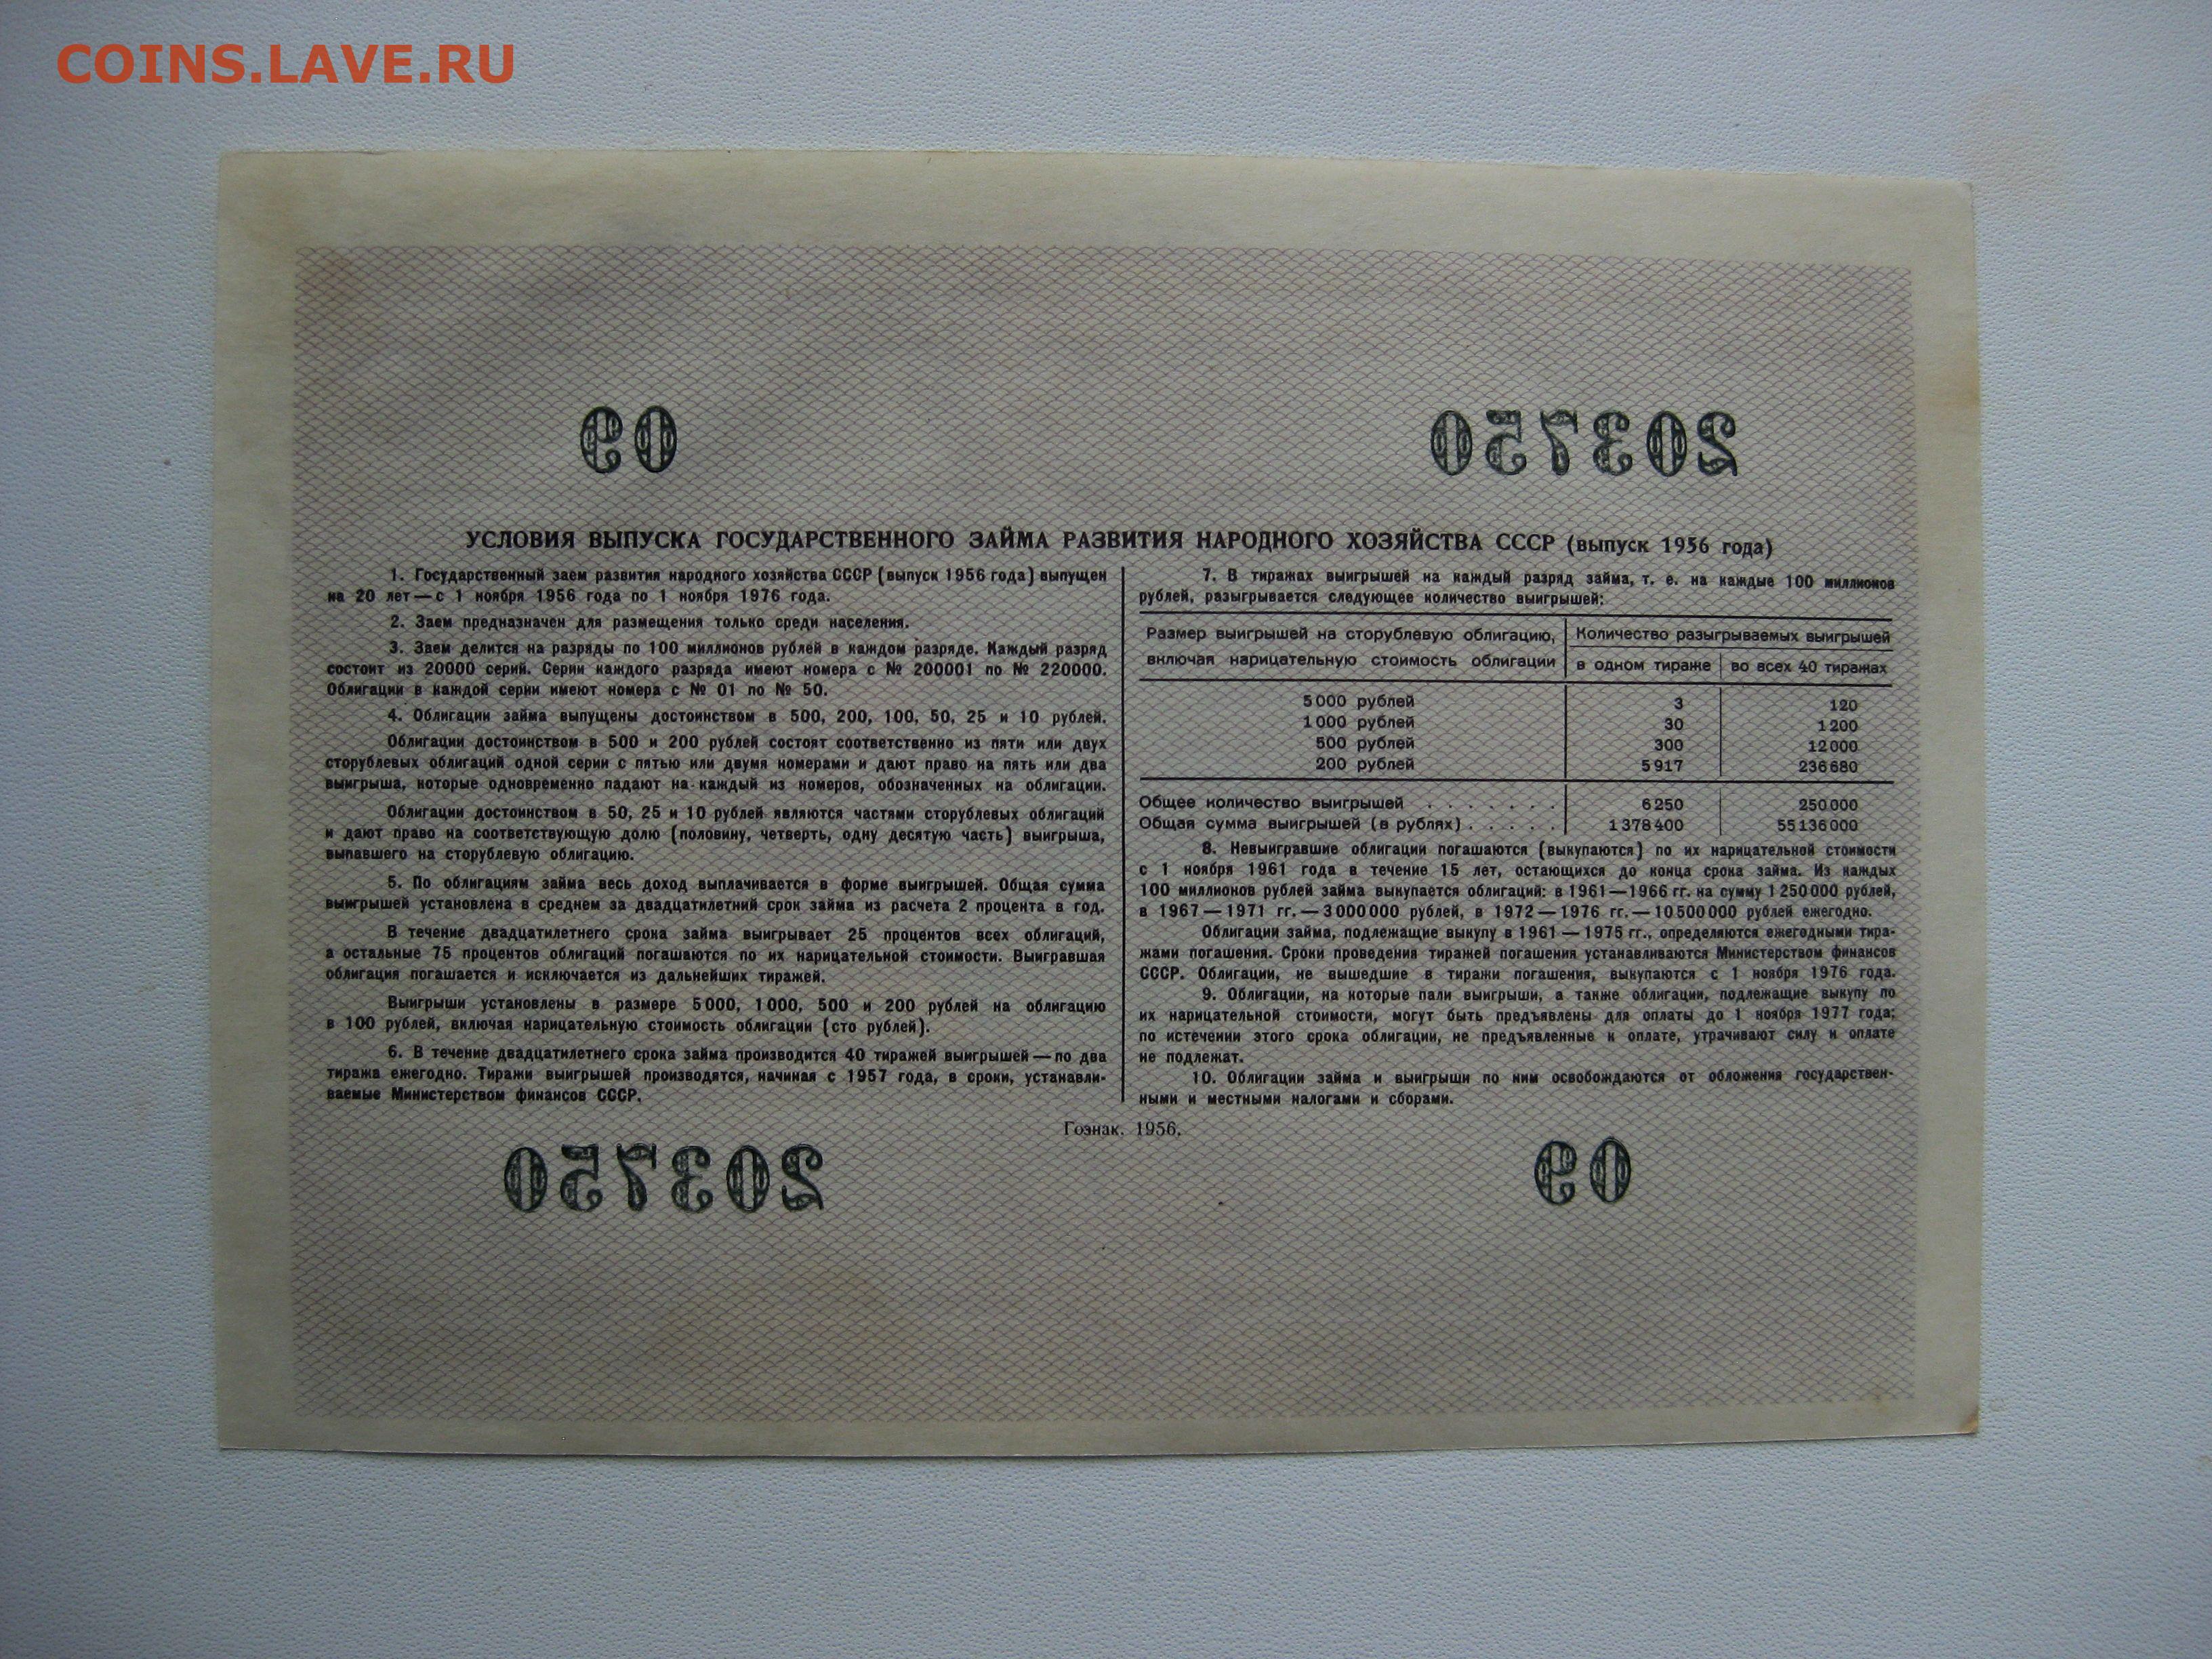 COINS.LAVE.RU
09
203750
УСЛОВИЯ ВЫПУСКА ГОСУДАРСТВЕННОГО ЗАЙМА РАЗВИТИЯ НАРОДНОГО ХОЗЯЙСТВА СССР (выпуск 1956 года)
1. Государственный заем развития народного хозяйства СССР (выпуск 1956 года) выпущен
на 20 лет — с 1 ноября 1956 года по 1 ноября 1976 года.
2. Заем предназначен для размещения только среди населения.
3. Заем делится на разряды по 100 миллионов рублей в каждом разряде. Каждый разряд
состоит из 20000 серий. Серии каждого разряда имеют номера с № 200001 по № 220000.
Облигации в каждой серии имеют номера с № 01 по № 50.
4. Облигации займа выпущены достоинством в 500, 200, 100, 50, 25 и 10 рублей.
Облигации достоинством в 500 и 200 рублей состоят соответственно из пяти или двух
сторублевых облигаций одной серии с пятью или двумя номерами и дают право на пять или два
выигрыша, которые одновременно падают на каждый из номеров, обозначенных на облигации.
Облигации достоинством в 50, 25 и 10 рублей являются частями сторублевых облигаций
и дают право на соответствующую долю (половину, четверть, одну десятую часть) выигрыша,
выпавшего на сторублевую облигацию.
5. По облигациям займа весь доход выплачивается в форме выигрышей. Общая сумма
выигрышей установлена в среднем за двадцатилетний срок займа из расчета 2 процента в год.
В течение двадцатилетнего срока займа выигрывает 25 процентов всех облигаций,
а остальные 75 процентов облигаций погашаются по их нарицательной стоимости. Выигравшая
облигация погашается и исключается из дальнейших тиражей.
Выигрыши установлены в размере 5000, 1000, 500 и 200 рублей на облигацию
в 100 рублей, включая нарицательную стоимость облигации (сто рублей).
6. В течение двадцатилетнего срока займа производится 40 тиражей выигрышей — по два
тиража ежегодно. Тиражи выигрышей производятся, начиная с 1957 года, в сроки, устанавли-
ваемые Министерством финансов СССР.
7. В тиражах выигрышей на каждый разряд займа, т. е. на каждые 100 миллионов
рублей, разыгрывается следующее количество выигрышей:
Размер выигрышей на сторублевую облигацию, Количество разыгрываемых выигрышей
включая нарицательную стоимость облигации в одном тираже во всех 40 тиражах
5000 рублей 3 120
1000 рублей 30 1200
500 рублей 300 12000
200 рублей 5917 236680
Общее количество выигрышей . . . . . . . 6250 250000
Общая сумма выигрышей (в рублях) . . . . . 1378400 55136000
8. Невыигравшие облигации погашаются (выкупаются) по их нарицательной стоимости
с 1 ноября 1961 года в течение 15 лет, остающихся до конца срока займа. Из каждых
100 миллионов рублей займа выкупается облигаций: в 1961—1966 гг. на сумму 1250000 рублей,
в 1967—1971 гг.—3000000 рублей, в 1972—1976 гг.—10500000 рублей ежегодно.
Облигации займа, подлежащие выкупу в 1961 — 1975 гг., определяются ежегодными тира-
жами погашения. Сроки проведения тиражей погашения устанавливаются Министерством финансов
СССР. Облигации, не вышедшие в тиражи погашения, выкупаются с 1 ноября 1976 года.
9. Облигации, на которые пали выигрыши, а также облигации, подлежащие выкупу по
их нарицательной стоимости, могут быть предъявлены для оплаты до 1 ноября 1977 года;
по истечении этого срока облигации, не предъявленные к оплате, утрачивают силу и оплате
не подлежат.
10. Облигации займа и выигрыши по ним освобождаются от обложения государствен-
ными и местными налогами и сборами.
Гознак. 1956.
203750
09